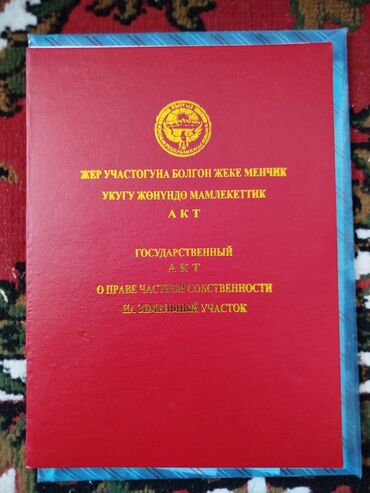 ЖЕР УЧАСТОГУНА БОЛГОН ЖЕКЕ МЕНЧИК
УКУГУ ЖӨНҮНДӨ МАМЛЕКЕТТИК
АКТ
ГОСУДАРСТВЕННЫЙ
АКТ
О ПРАВЕ ЧАСТНОЙ СОБСТВЕННОСТИ
НА ЗЕМЕЛЬНЫЙ УЧАСТОК